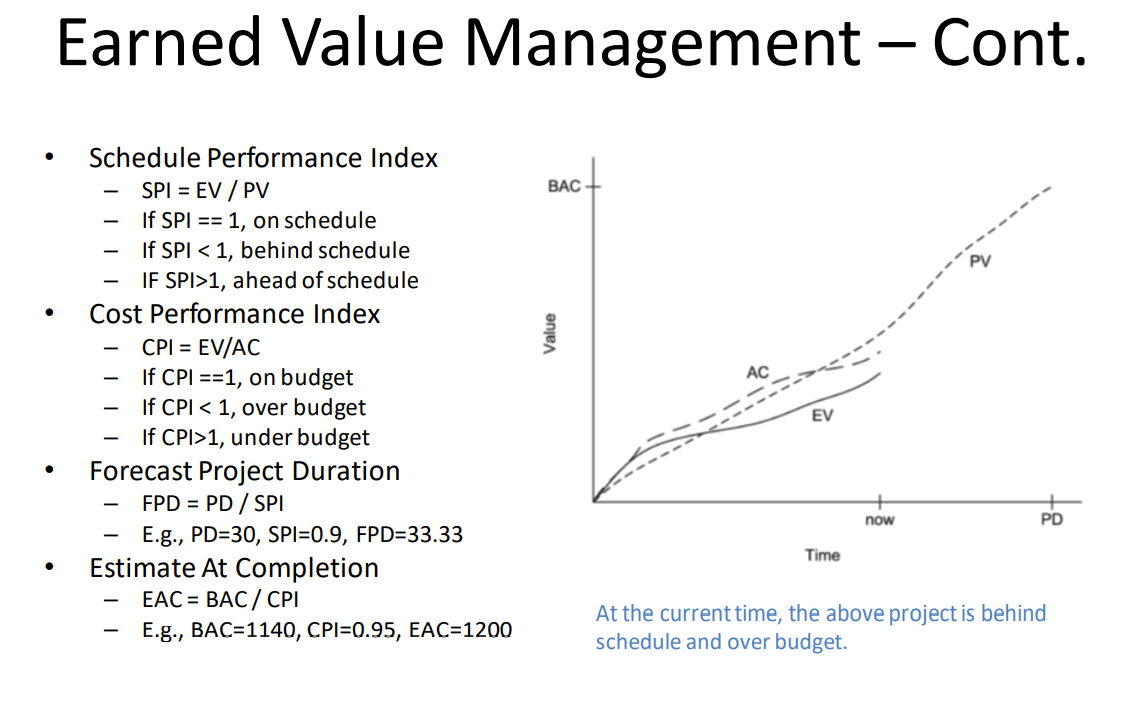 Earned Value Management – Cont.
• Schedule Performance Index
– SPI = EV / PV
– If SPI == 1, on schedule
– If SPI < 1, behind schedule
– IF SPI>1, ahead of schedule
• Cost Performance Index
– CPI = EV/AC
– If CPI ==1, on budget
– If CPI < 1, over budget
– If CPI>1, under budget
• Forecast Project Duration
– FPD = PD / SPI
– E.g., PD=30, SPI=0.9, FPD=33.33
• Estimate At Completion
– EAC = BAC / CPI
– E.g., BAC=1140, CPI=0.95, EAC=1200
BAC
PV
Value
AC
EV
now
PD
Time
At the current time, the above project is behind
schedule and over budget.